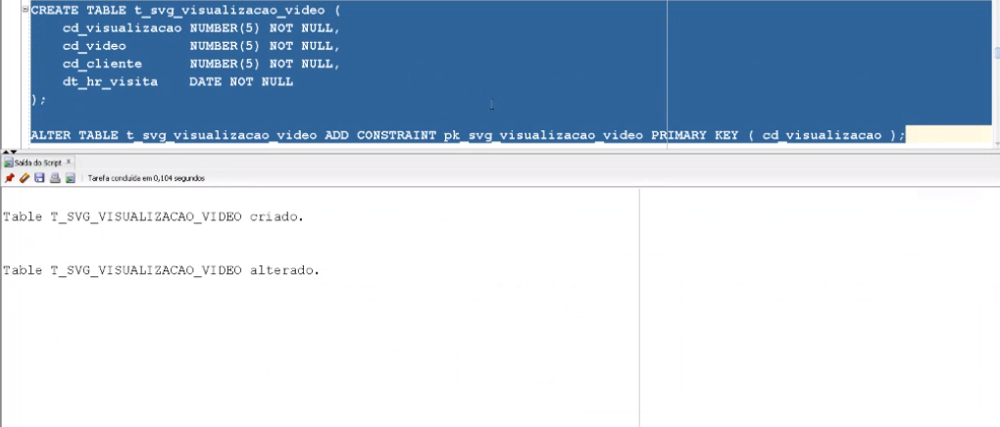 CREATE TABLE t_svg_visualizacao_video (
cd_visualizacao NUMBER(5) NOT NULL,
cd_video NUMBER(5) NOT NULL,
cd_cliente NUMBER(5) NOT NULL,
dt_hr_visita DATE NOT NULL
);
ALTER TABLE t_svg_visualizacao_video ADD CONSTRAINT pk_svg_visualizacao_video PRIMARY KEY ( cd_visualizacao );
Saída do Script ×
Tarefa concluída em 0,104 segundos
Table T_SVG_VISUALIZACAO_VIDEO criado.
Table T_SVG_VISUALIZACAO_VIDEO alterado.